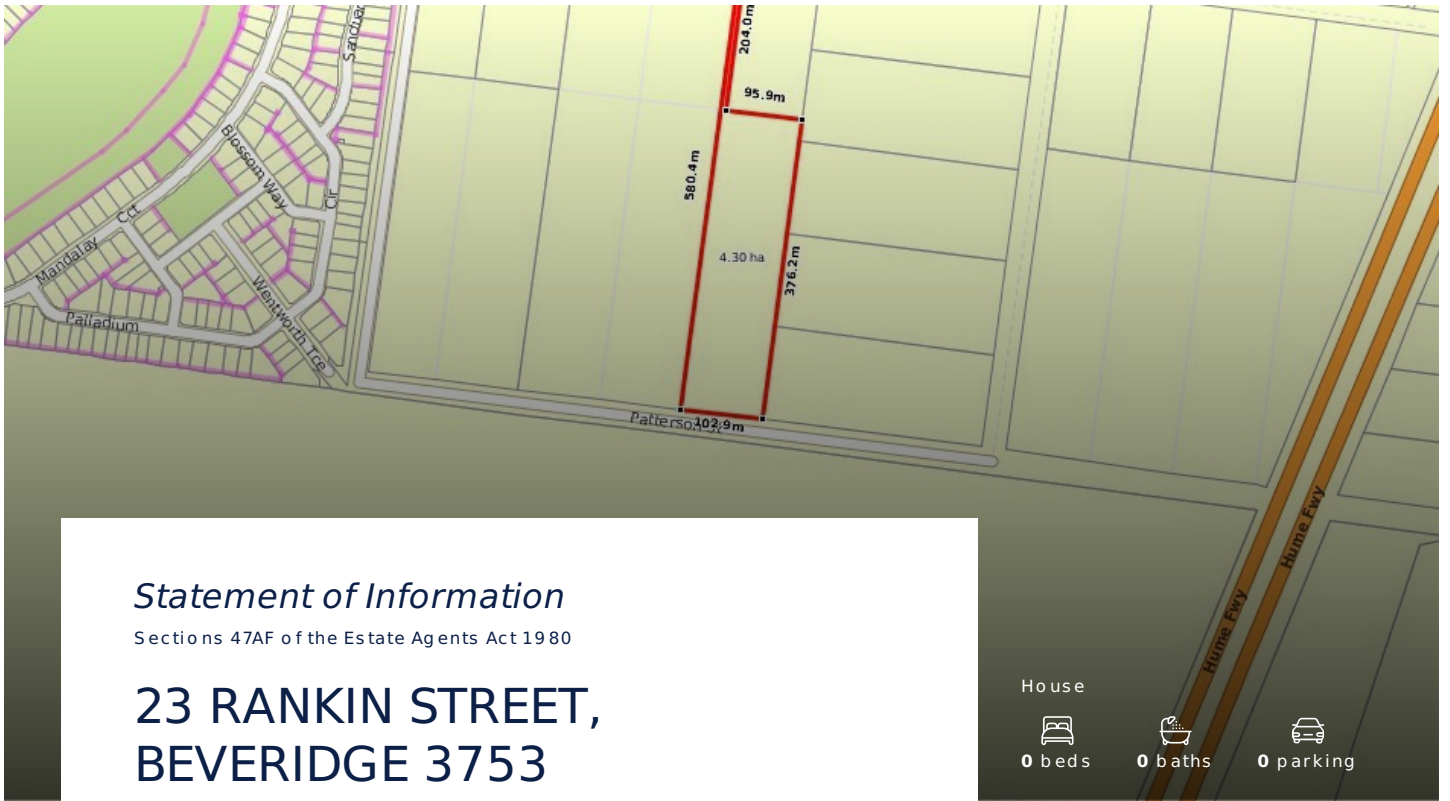 204.0m
95.9m
580.4m
4.30 ha
376.2m
102.9m
Blossom Way
Cir
Mandalay Cct
Palladium
Wentworth Tce
Hume Fwy
Hume Fwy
Statement of Information
Sections 47AF of the Estate Agents Act 1980
23 RANKIN STREET,
BEVERIDGE 3753
House
0 beds 0 baths 0 parking